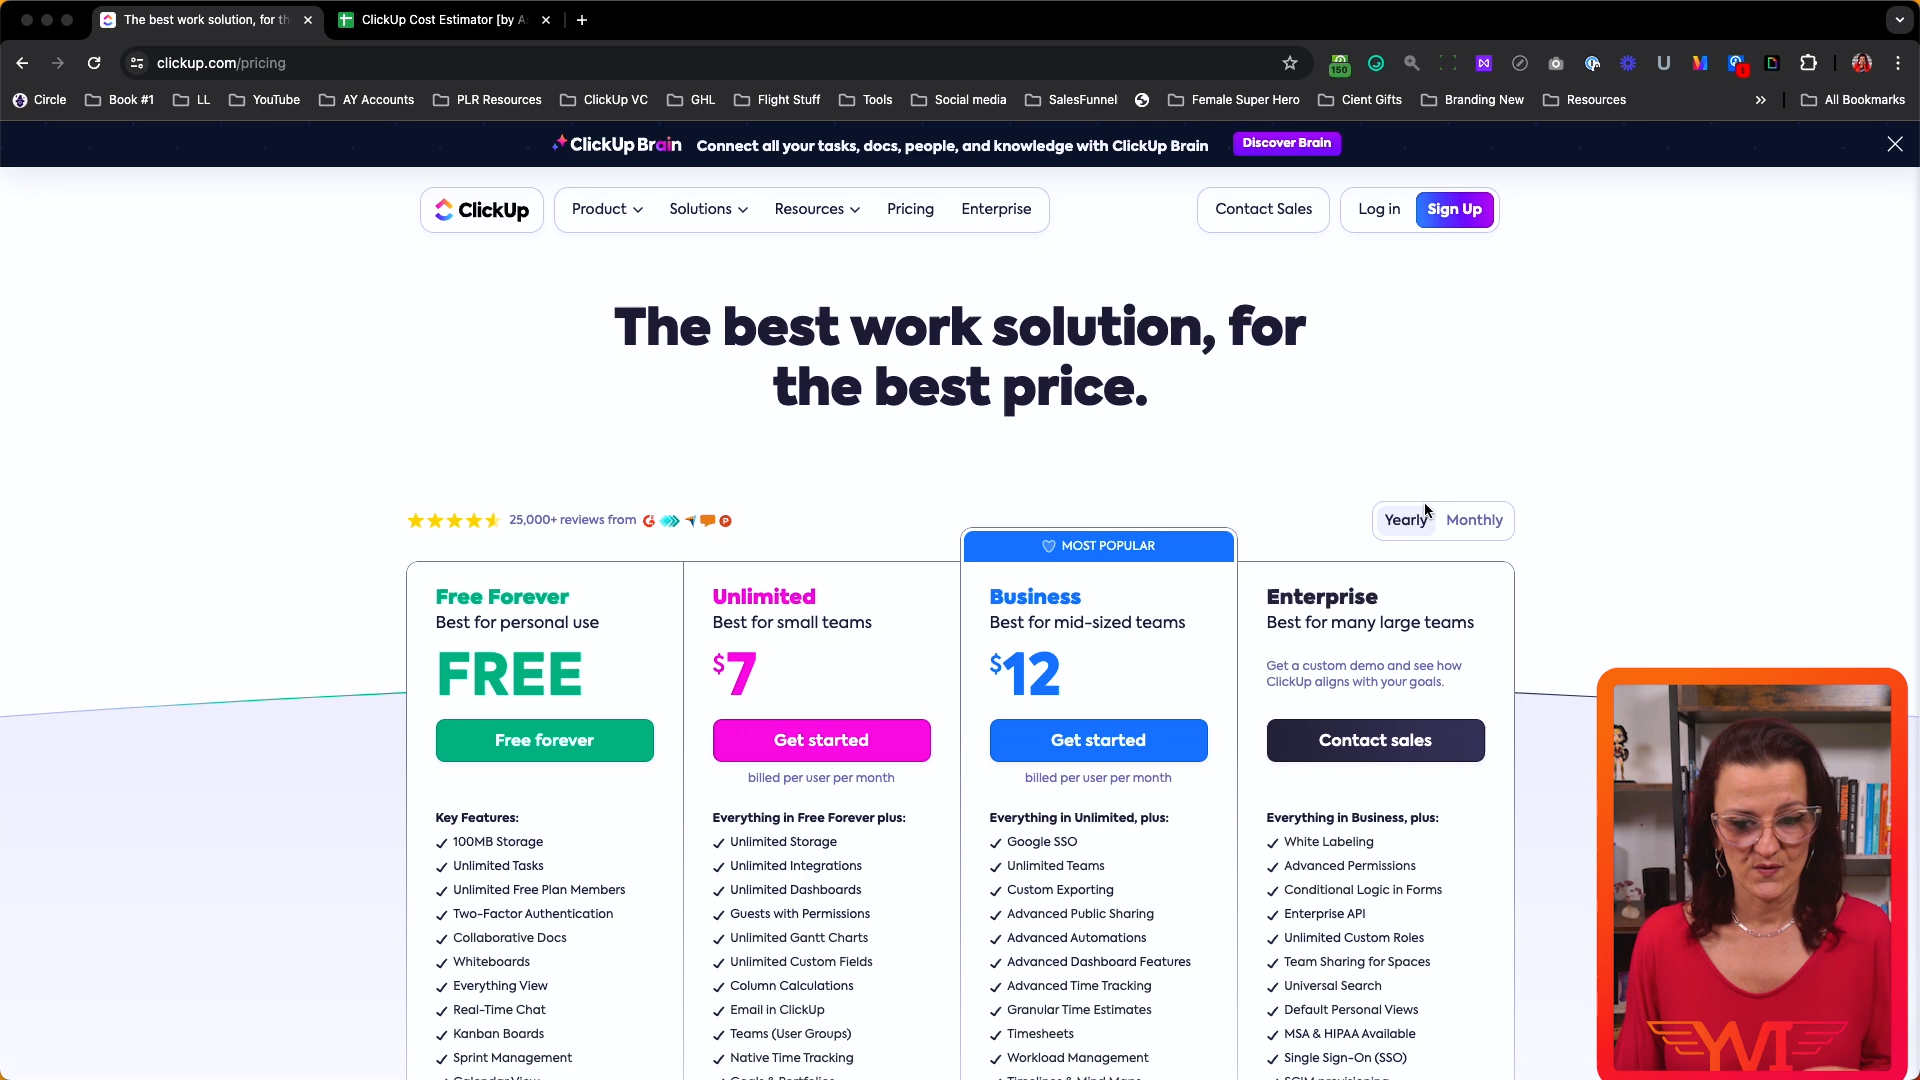 The best work solution, for th
ClickUp Cost Estimator [by A
clickup.com/pricing
150
Circle
Book #1
LL
YouTube
AY Accounts
PLR Resources
ClickUp VC
GHL
Flight Stuff
Tools
Social media
SalesFunnel
Female Super Hero
Cient Gifts
Branding New
Resources
All Bookmarks
ClickUp Brain
Connect all your tasks, docs, people, and knowledge with ClickUp Brain
Discover Brain
ClickUp
Product
Solutions
Resources
Pricing
Enterprise
Contact Sales
Log in
Sign Up
The best work solution, for
the best price.
25,000+ reviews from
Yearly
Monthly
MOST POPULAR
Free Forever
Best for personal use
FREE
Free forever
Key Features:
100MB Storage
Unlimited Tasks
Unlimited Free Plan Members
Two-Factor Authentication
Collaborative Docs
Whiteboards
Everything View
Real-Time Chat
Kanban Boards
Sprint Management
Calendar View
Unlimited
Best for small teams
$7
Get started
billed per user per month
Everything in Free Forever plus:
Unlimited Storage
Unlimited Integrations
Unlimited Dashboards
Guests with Permissions
Unlimited Gantt Charts
Unlimited Custom Fields
Column Calculations
Email in ClickUp
Teams (User Groups)
Native Time Tracking
Goals & Portfolios
Business
Best for mid-sized teams
$12
Get started
billed per user per month
Everything in Unlimited, plus:
Google SSO
Unlimited Teams
Custom Exporting
Advanced Public Sharing
Advanced Automations
Advanced Dashboard Features
Advanced Time Tracking
Granular Time Estimates
Timesheets
Workload Management
Timelines & Mind Maps
Enterprise
Best for many large teams
Get a custom demo and see how
ClickUp aligns with your goals.
Contact sales
Everything in Business, plus:
White Labeling
Advanced Permissions
Conditional Logic in Forms
Enterprise API
Unlimited Custom Roles
Team Sharing for Spaces
Universal Search
Default Personal Views
MSA & HIPAA Available
Single Sign-On (SSO)
SCIM provisioning